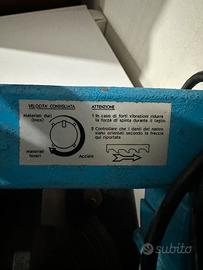 VELOCITA' CONSIGLIATA
Materiali duri
(inox)
Materiali
teneri
Acciaio
ATTENZIONE
1 In caso di forti vibrazioni ridurre
la forza di spinta durante il taglio.
2 Controllare che i denti del nastro
siano orientati secondo la freccia
qui riportata
subito